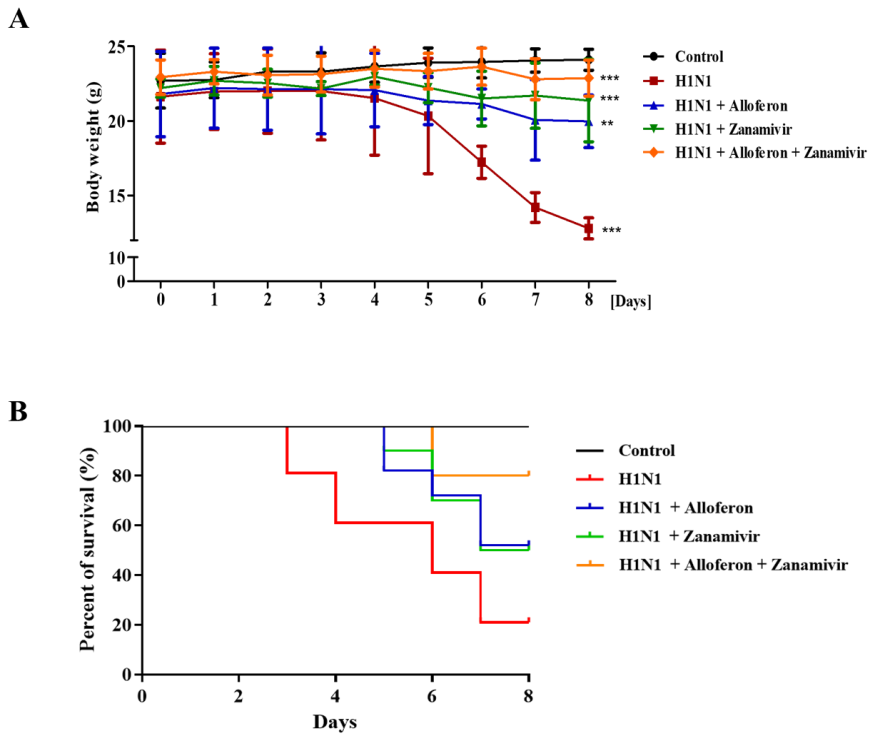 A
25
20
15
10
0
Body weight (g)
0 1 2 3 4 5 6 7 8 [Days]
***
***
**
***
Control
H1N1
H1N1 + Alloferon
H1N1 + Zanamivir
H1N1 + Alloferon + Zanamivir
B
100
80
60
40
20
0
Percent of survival (%)
0 2 4 6 8
Days
Control
H1N1
H1N1 + Alloferon
H1N1 + Zanamivir
H1N1 + Alloferon + Zanamivir